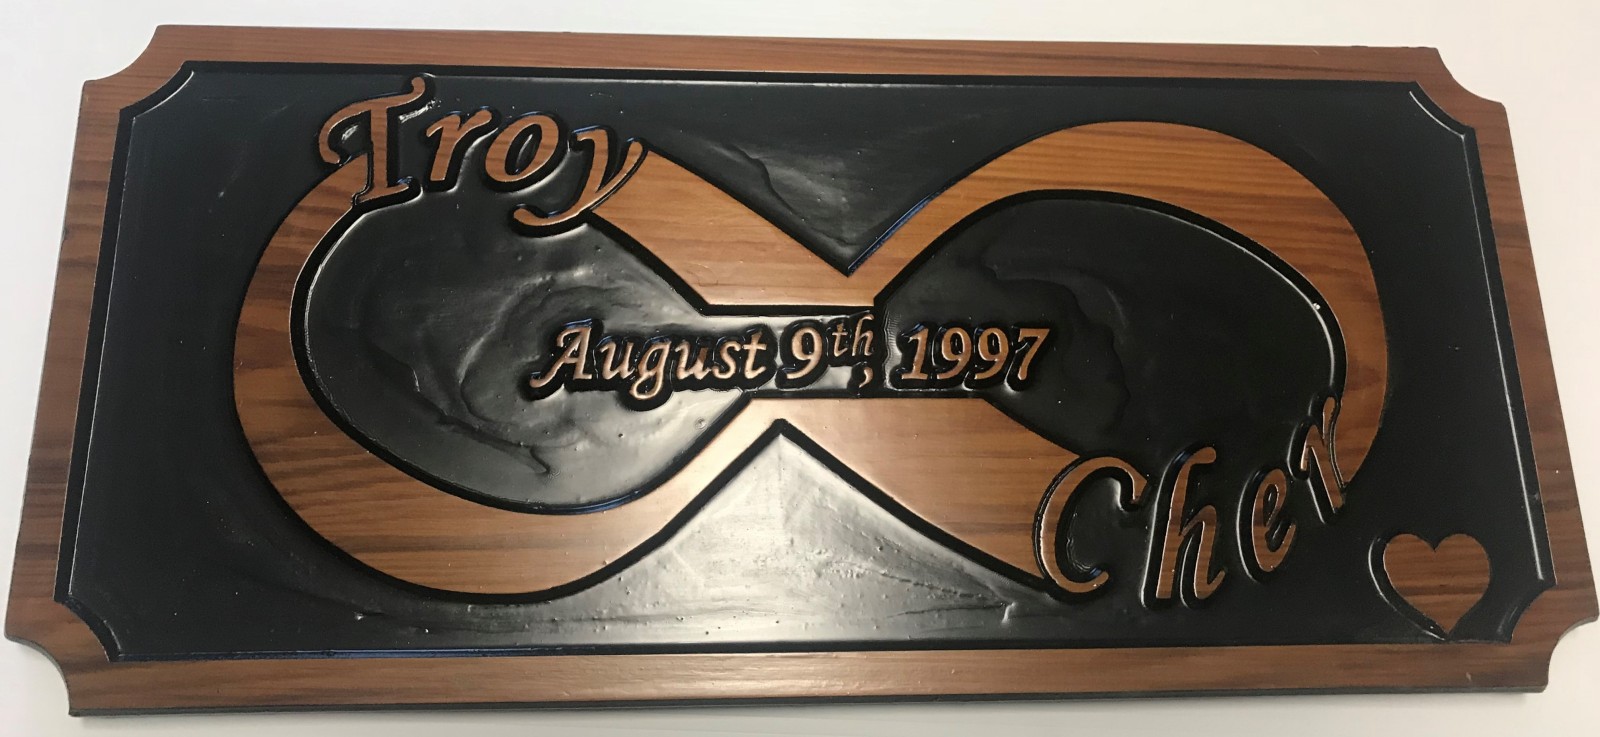 Troy
August 9th, 1997
Cher